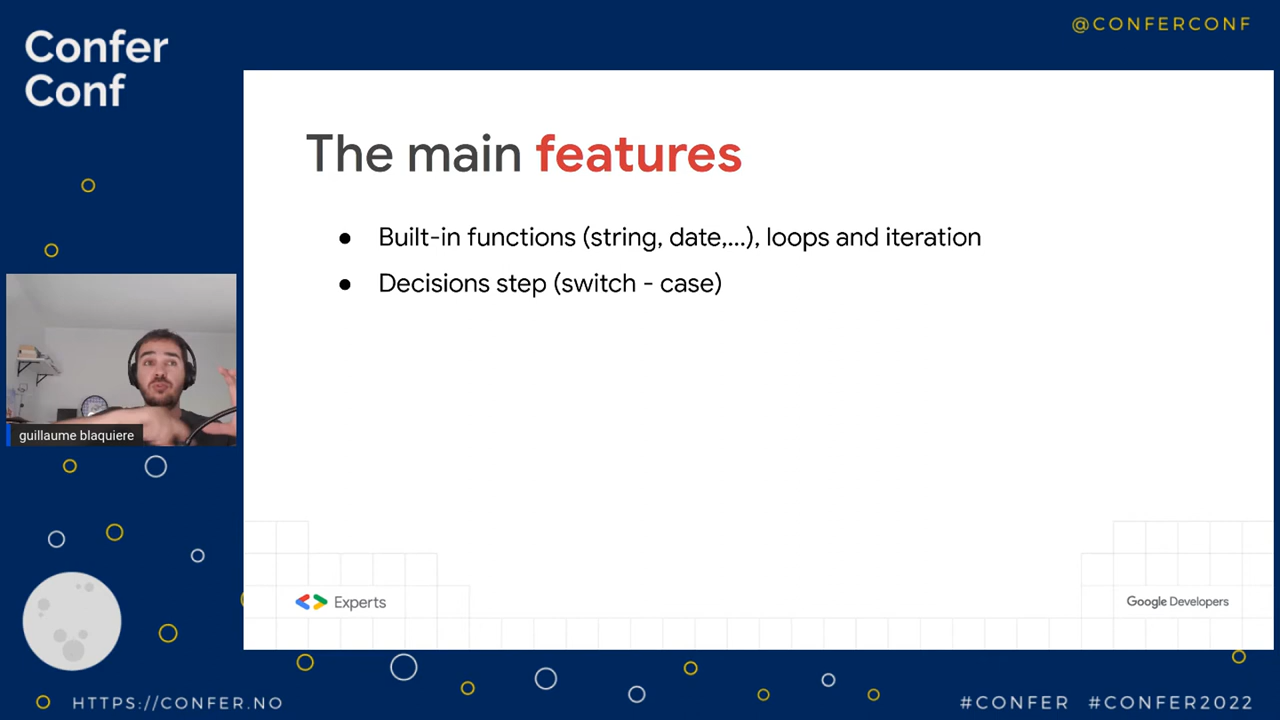 Confer
Conf
@CONFERCONF
The main features
● Built-in functions (string, date,...), loops and iteration
● Decisions step (switch - case)
guillaume blaquiere
<> Experts
Google Developers
HTTPS://CONFER.NO
#CONFER #CONFER2022